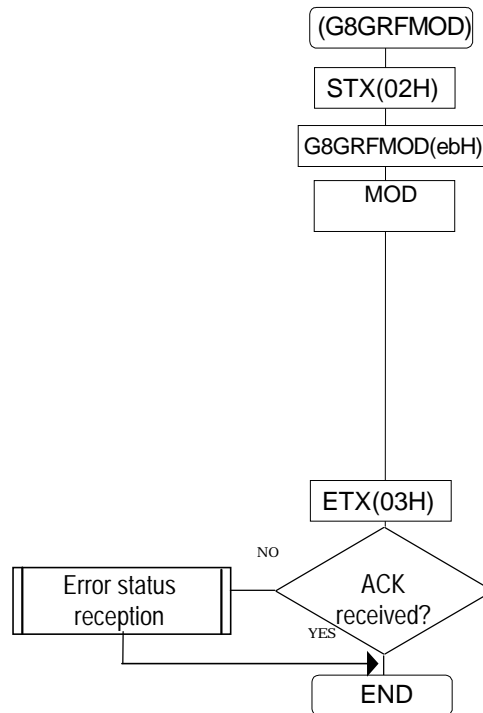 (G8GRFMOD)
STX(02H)
G8GRFMOD(ebH)
MOD
ETX(03H)
NO
Error status
reception
ACK
received?
YES
END